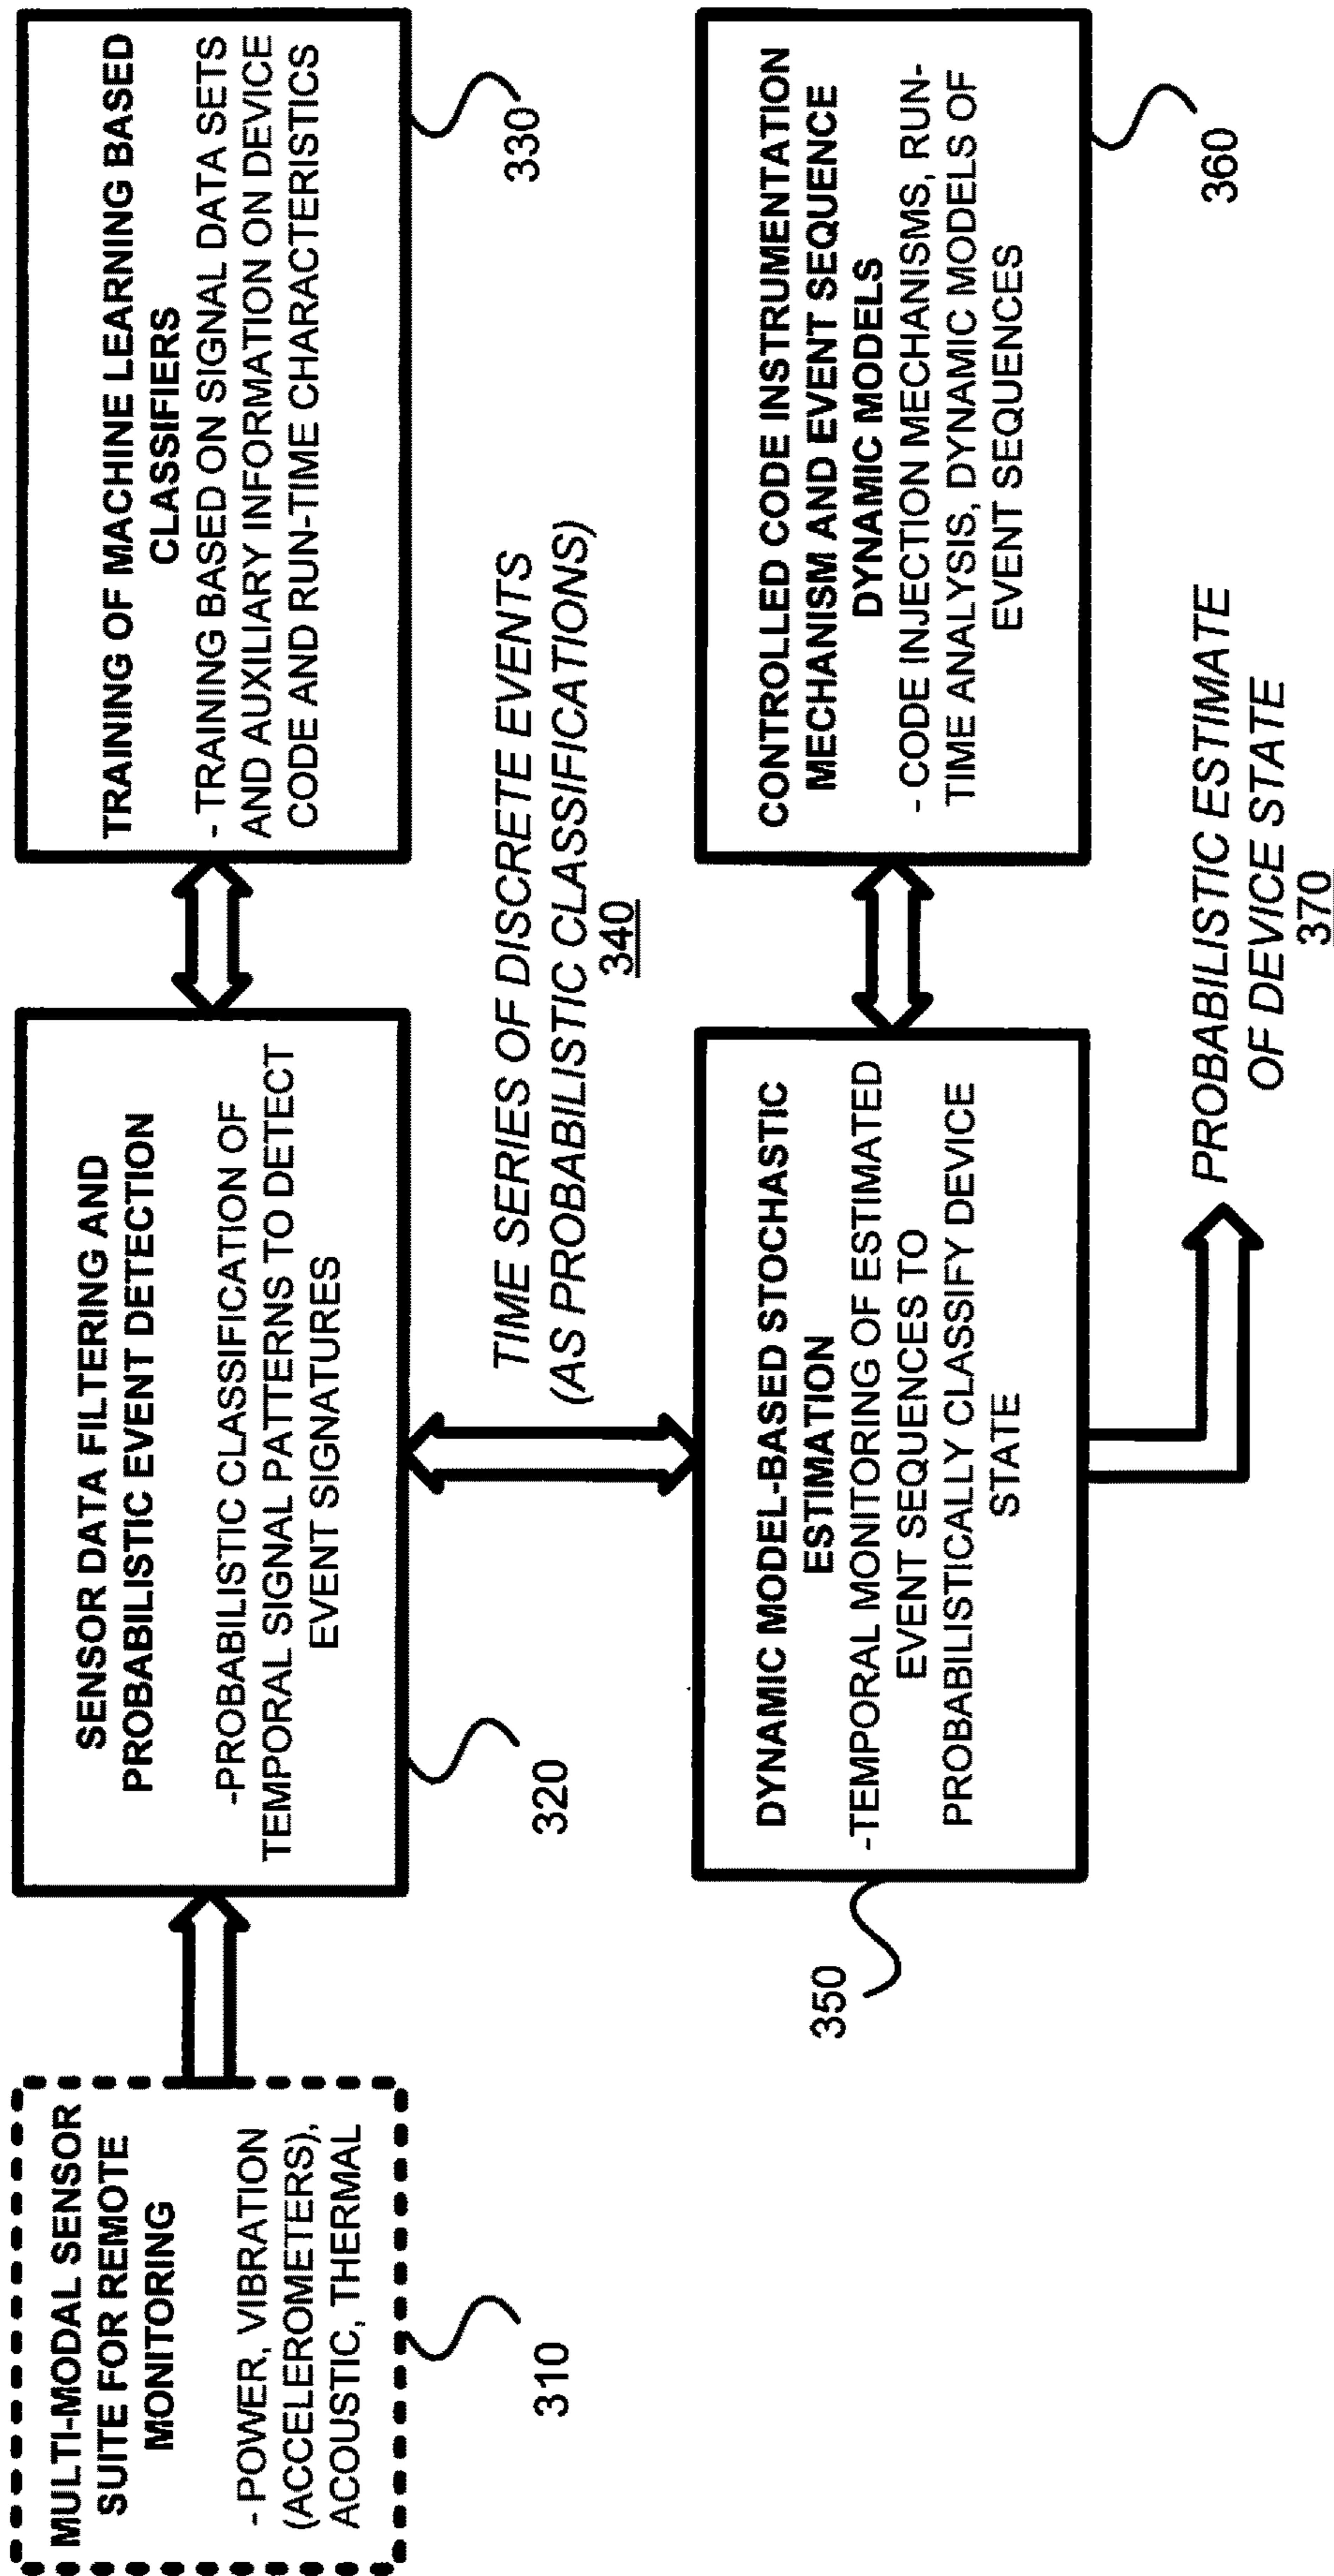 MULTI-MODAL SENSOR
SUITE FOR REMOTE
MONITORING
- POWER, VIBRATION
(ACCELEROMETERS),
ACOUSTIC, THERMAL
310
SENSOR DATA FILTERING AND
PROBABILISTIC EVENT DETECTION
-PROBABILISTIC CLASSIFICATION OF
TEMPORAL SIGNAL PATTERNS TO DETECT
EVENT SIGNATURES
320
TRAINING OF MACHINE LEARNING BASED
CLASSIFIERS
- TRAINING BASED ON SIGNAL DATA SETS
AND AUXILIARY INFORMATION ON DEVICE
CODE AND RUN-TIME CHARACTERISTICS
330
TIME SERIES OF DISCRETE EVENTS
(AS PROBABILISTIC CLASSIFICATIONS)
340
DYNAMIC MODEL-BASED STOCHASTIC
ESTIMATION
-TEMPORAL MONITORING OF ESTIMATED
EVENT SEQUENCES TO
PROBABILISTICALLY CLASSIFY DEVICE
STATE
350
CONTROLLED CODE INSTRUMENTATION
MECHANISM AND EVENT SEQUENCE
DYNAMIC MODELS
- CODE INJECTION MECHANISMS, RUN-
TIME ANALYSIS, DYNAMIC MODELS OF
EVENT SEQUENCES
360
PROBABILISTIC ESTIMATE
OF DEVICE STATE
370